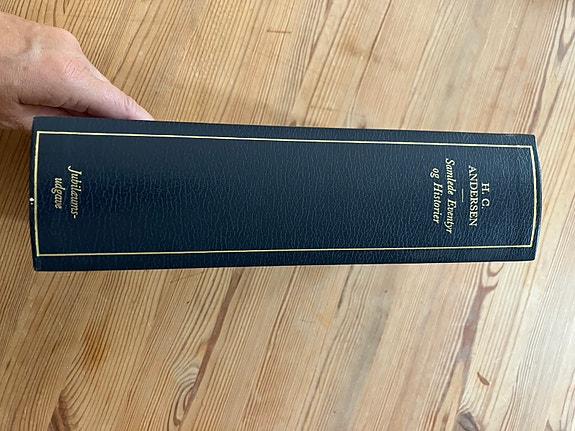 H. C.
ANDERSEN
Samlede Eventyr
og Historier
Jubilæums-
udgave